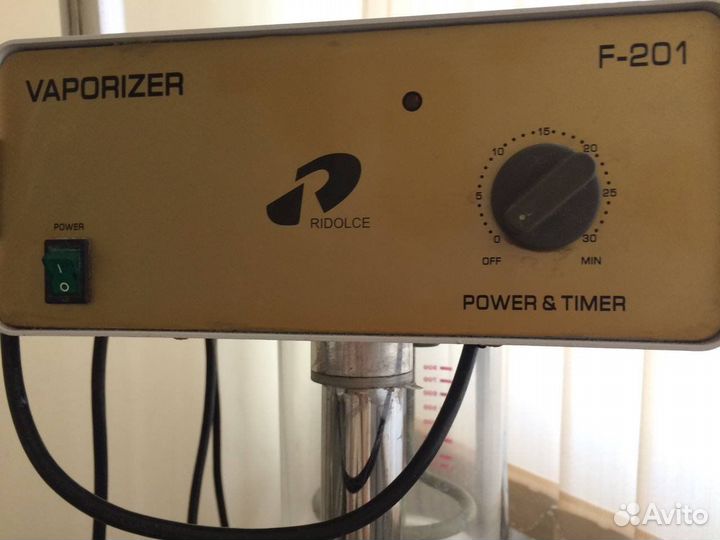 VAPORIZER
F-201
POWER
I
O
RIDOLCE
0
5
10
15
20
25
30
OFF
MIN
POWER & TIMER
Avito